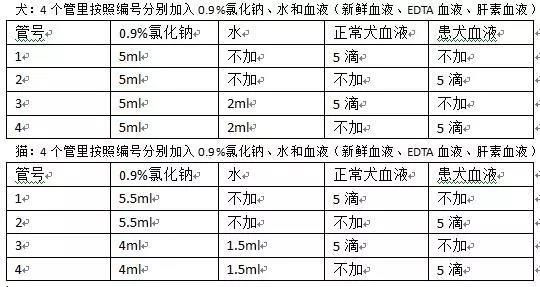 犬：4 个管里按照编号分别加入 0.9%氯化钠、水和血液（新鲜血液、EDTA 血液、肝素血液）
管号 0.9%氯化钠 水 正常犬血液 患犬血液
1 5ml 不加 5 滴 不加
2 5ml 不加 不加 5 滴
3 5ml 2ml 5 滴 不加
4 5ml 2ml 不加 5 滴
猫：4 个管里按照编号分别加入 0.9%氯化钠、水和血液（新鲜血液、EDTA 血液、肝素血液）
管号 0.9%氯化钠 水 正常犬血液 患犬血液
1 5.5ml 不加 5 滴 不加
2 5.5ml 不加 不加 5 滴
3 4ml 1.5ml 5 滴 不加
4 4ml 1.5ml 不加 5 滴